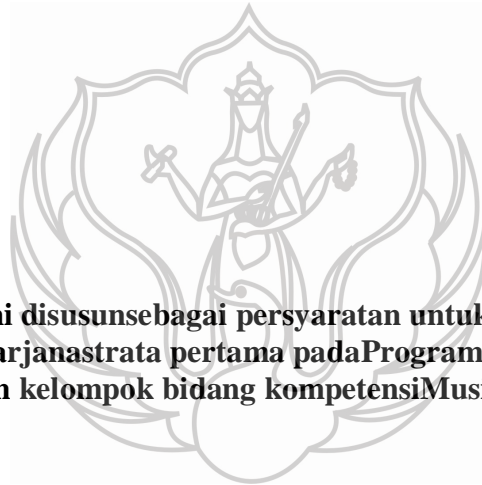 ni disusunsebagai persyaratan untuk
arjanastrata pertama padaProgram
n kelompok bidang kompetensiMus